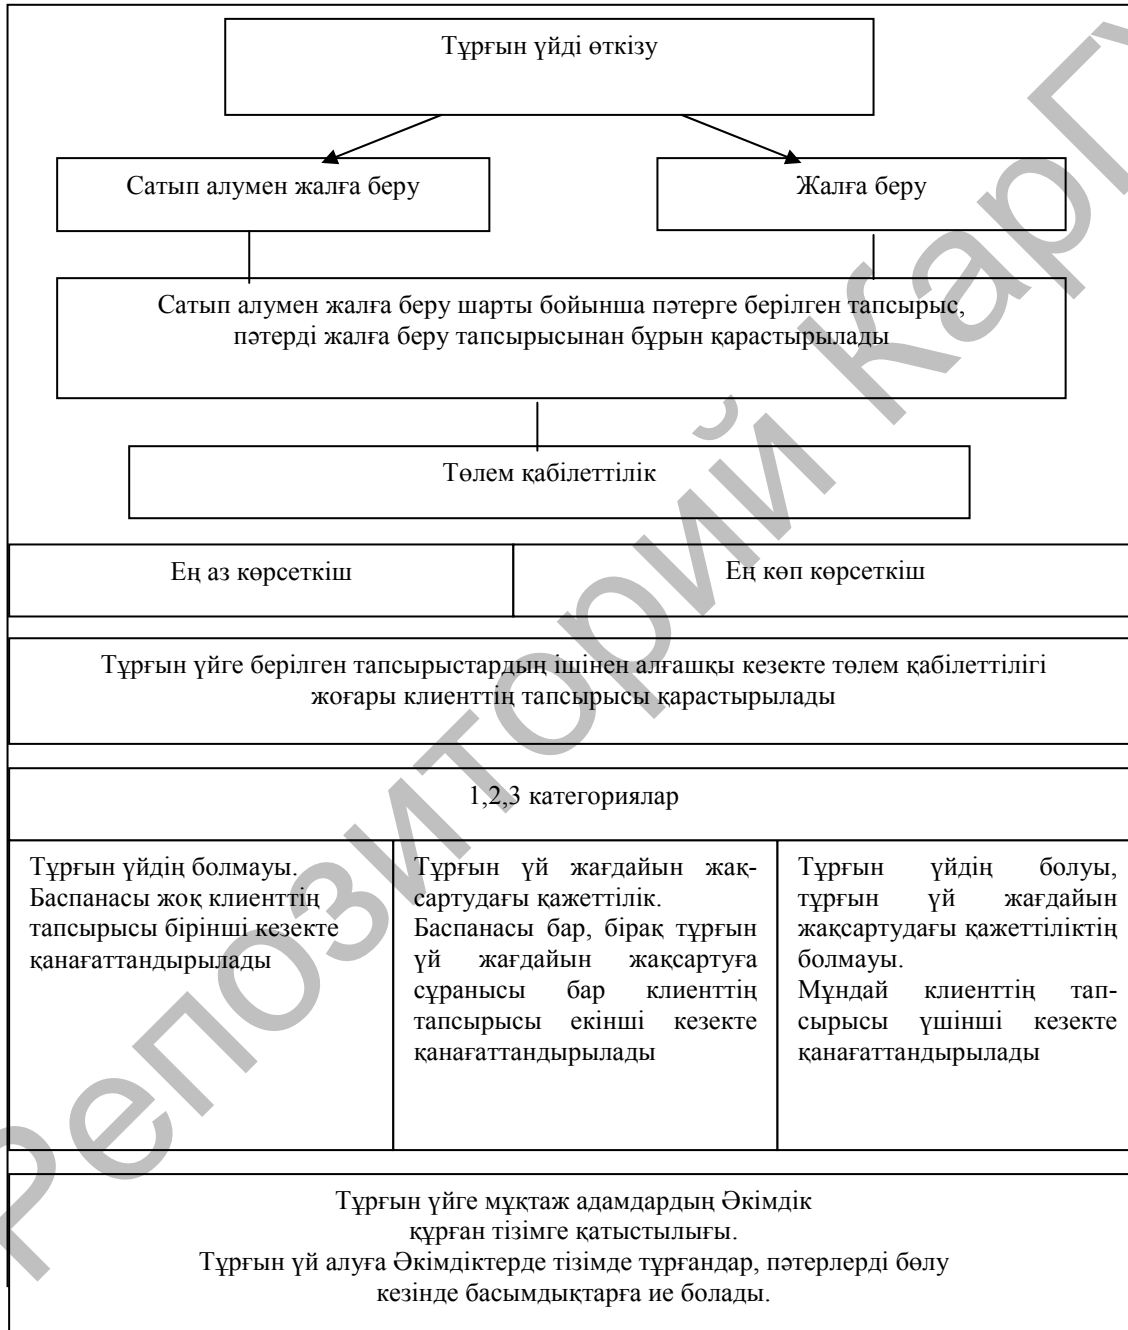 Тұрғын үйді өткізу
Сатып алумен жалға беру
Жалға беру
Сатып алумен жалға беру шарты бойынша пәтерге берілген тапсырыс,
пәтерді жалға беру тапсырысынан бұрын қарастырылады
Төлем қабілеттілік
Ең аз көрсеткіш
Ең көп көрсеткіш
Тұрғын үйге берілген тапсырыстардың ішінен алғашқы кезекте төлем қабілеттілігі
жоғары клиенттің тапсырысы қарастырылады
1,2,3 категориялар
Тұрғын үйдің болмауы.
Баспанасы жоқ клиенттің
тапсырысы бірінші кезекте
қанағаттандырылады
Тұрғын үй жағдайын жақ-
сартудағы қажеттілік.
Баспанасы бар, бірақ тұрғын
үй жағдайын жақсартуға
сұранысы бар клиенттің
тапсырысы екінші кезекте
қанағаттандырылады
Тұрғын үйдің болуы,
тұрғын үй жағдайын
жақсартудағы қажеттіліктің
болмауы.
Мұндай клиенттің тап-
сырысы үшінші кезекте
қанағаттандырылады
Тұрғын үйге мұқтаж адамдардың Әкімдік
құрған тізімге қатыстылығы.
Тұрғын үй алуға Әкімдіктерде тізімде тұрғандар, пәтерлерді бөлу
кезінде басымдықтарға ие болады.
Репозиторий КарГУ